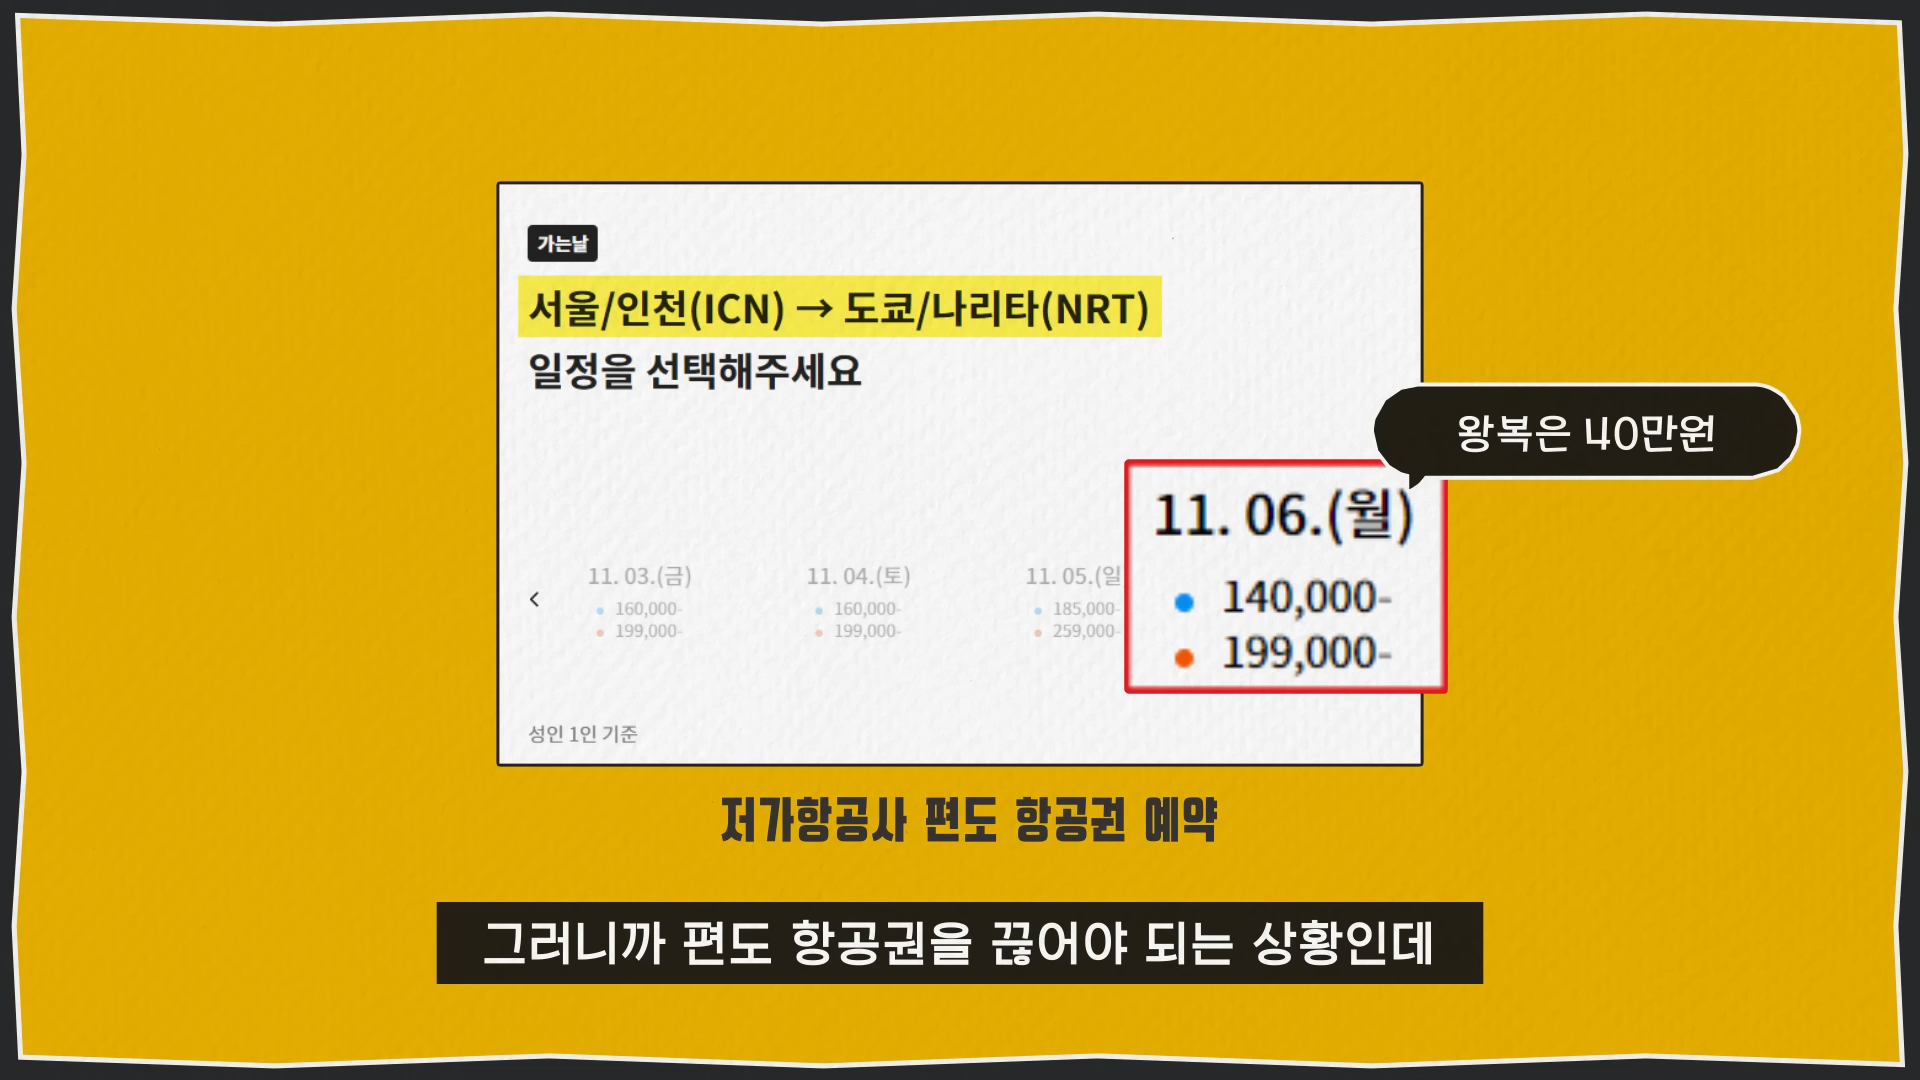 가는날
서울/인천(ICN) → 도쿄/나리타(NRT)
일정을 선택해주세요
왕복은 40만원
11. 03.(금)
160,000-
199,000-
11. 04.(토)
160,000-
199,000-
11. 05.(일
185,000-
259,000-
11. 06.(월)
140,000-
199,000-
성인 1인 기준
저가항공사 편도 항공권 예약
그러니까 편도 항공권을 끊어야 되는 상황인데